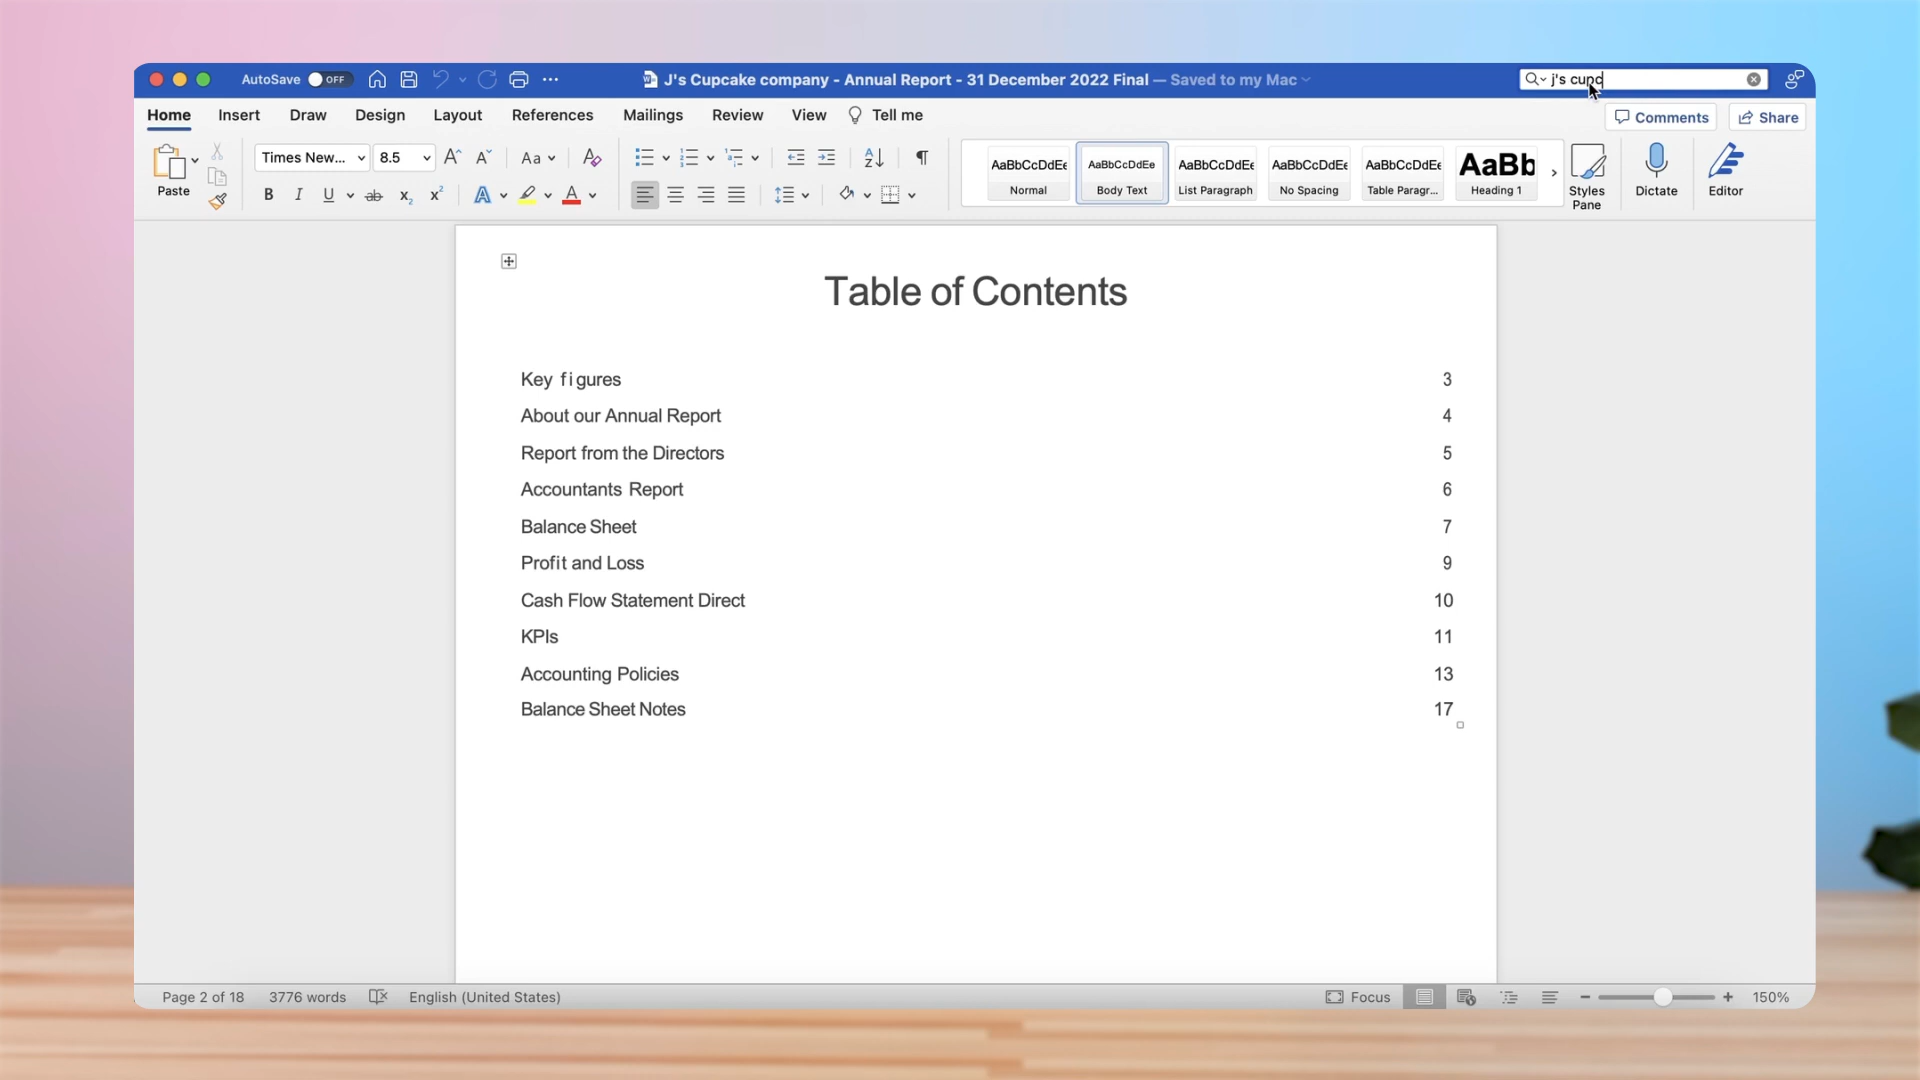 AutoSave OFF J's Cupcake company - Annual Report - 31 December 2022 Final — Saved to my Mac j's cupc
Home Insert Draw Design Layout References Mailings Review View Tell me Comments Share
Paste Times New... 8.5 Aa
AaBbCcDdEe AaBbCcDdEe AaBbCcDdEe AaBbCcDdEe AaBbCcDdEe AaBb
Normal Body Text List Paragraph No Spacing Table Paragr... Heading 1
Styles Pane Dictate Editor
Table of Contents
Key figures 3
About our Annual Report 4
Report from the Directors 5
Accountants Report 6
Balance Sheet 7
Profit and Loss 9
Cash Flow Statement Direct 10
KPIs 11
Accounting Policies 13
Balance Sheet Notes 17
Page 2 of 18 3776 words English (United States) Focus 150%